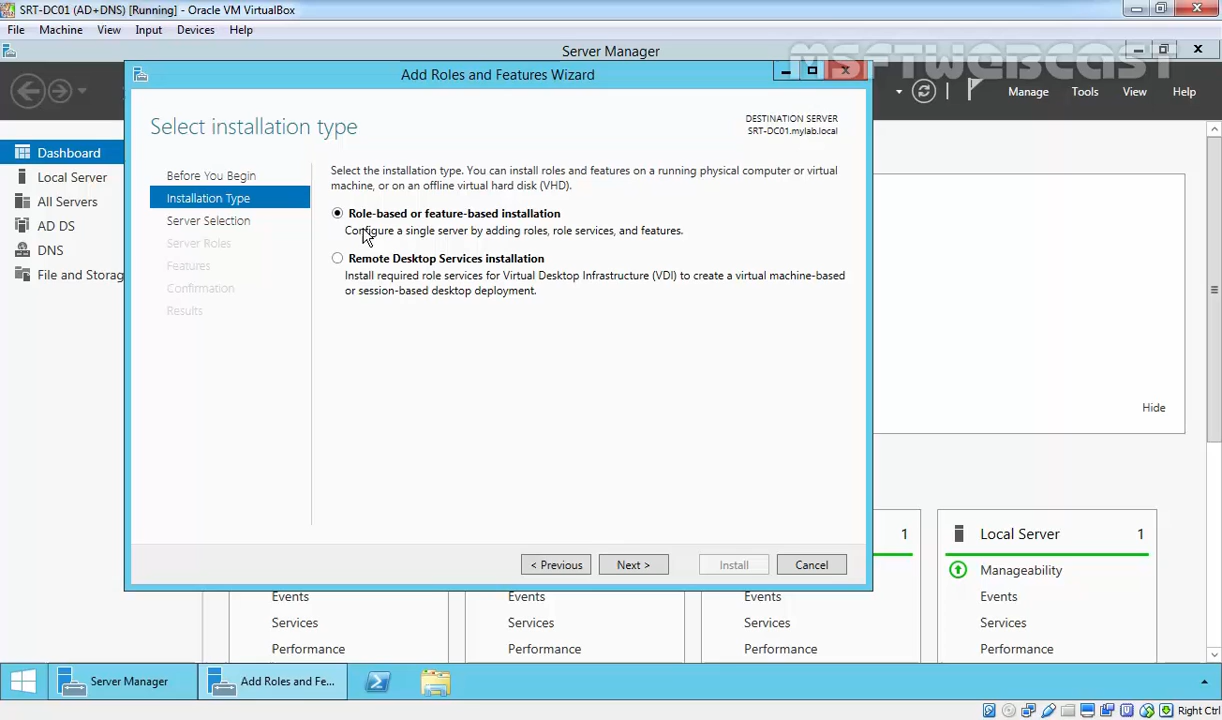 SRT-DC01 (AD+DNS) [Running] - Oracle VM VirtualBox
File Machine View Input Devices Help
Server Manager
MSFTWEBCAST
Add Roles and Features Wizard
Manage Tools View Help
Select installation type
DESTINATION SERVER
SRT-DC01.mylab.local
Dashboard
Local Server
All Servers
AD DS
DNS
File and Storag
Before You Begin
Installation Type
Server Selection
Server Roles
Features
Confirmation
Results
Select the installation type. You can install roles and features on a running physical computer or virtual
machine, or on an offline virtual hard disk (VHD).
Role-based or feature-based installation
Configure a single server by adding roles, role services, and features.
Remote Desktop Services installation
Install required role services for Virtual Desktop Infrastructure (VDI) to create a virtual machine-based
or session-based desktop deployment.
Hide
< Previous Next > Install Cancel
1
Local Server 1
Manageability
Events Events Events Events
Services Services Services Services
Performance Performance Performance Performance
Server Manager
Add Roles and Fe...
Right Ctrl